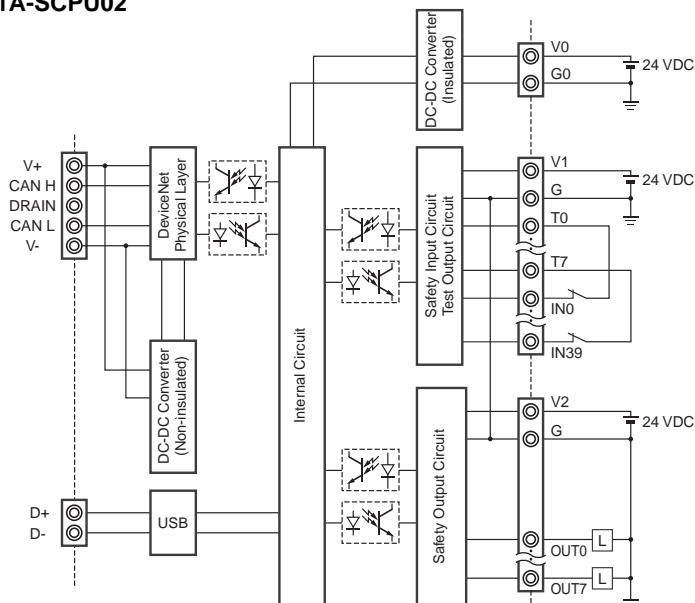 TA-SCPU02
DC-DC Converter
(Insulated)
V0
G0
24 VDC
V+
CAN H
DRAIN
CAN L
V-
DeviceNet
Physical Layer
DC-DC Converter
(Non-insulated)
D+
D-
USB
Internal Circuit
Safety Input Circuit
Test Output Circuit
V1
G
T0
T7
IN0
IN39
24 VDC
Safety Output Circuit
V2
G
24 VDC
OUT0
L
OUT7
L